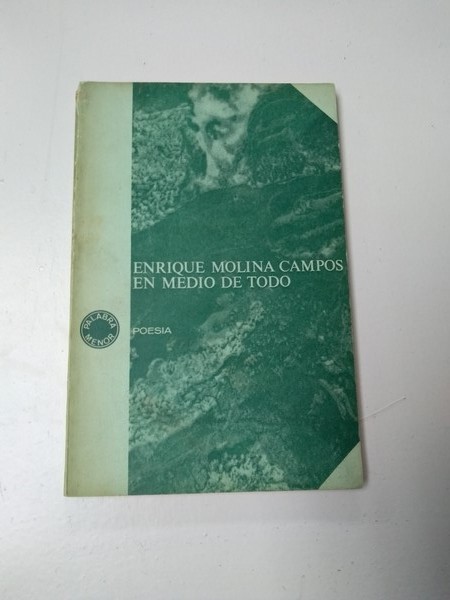 ENRIQUE MOLINA CAMPOS
EN MEDIO DE TODO
PALABRA
MENOR
POESIA